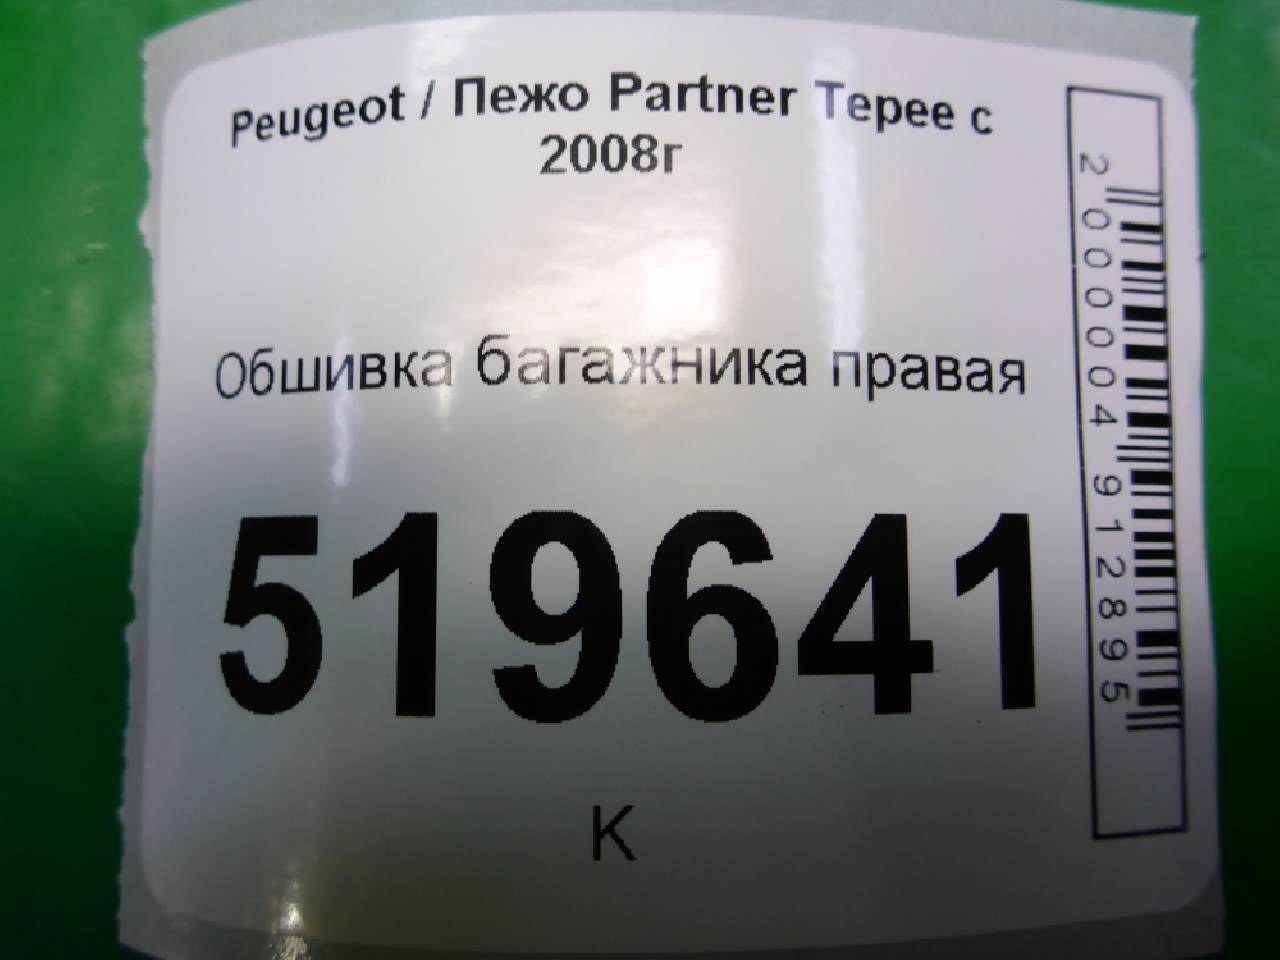 Peugeot / Пежо Partner Tepee с
2008г
Обшивка багажника правая
519641
К
2000004912895